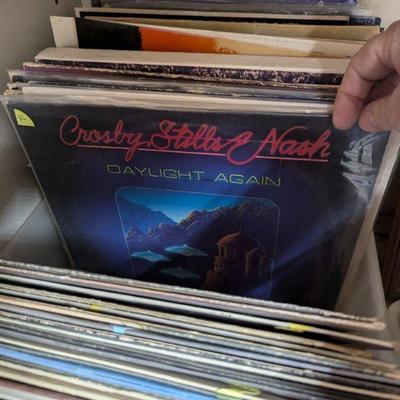 Crosby, Stills & Nash
DAYLIGHT AGAIN